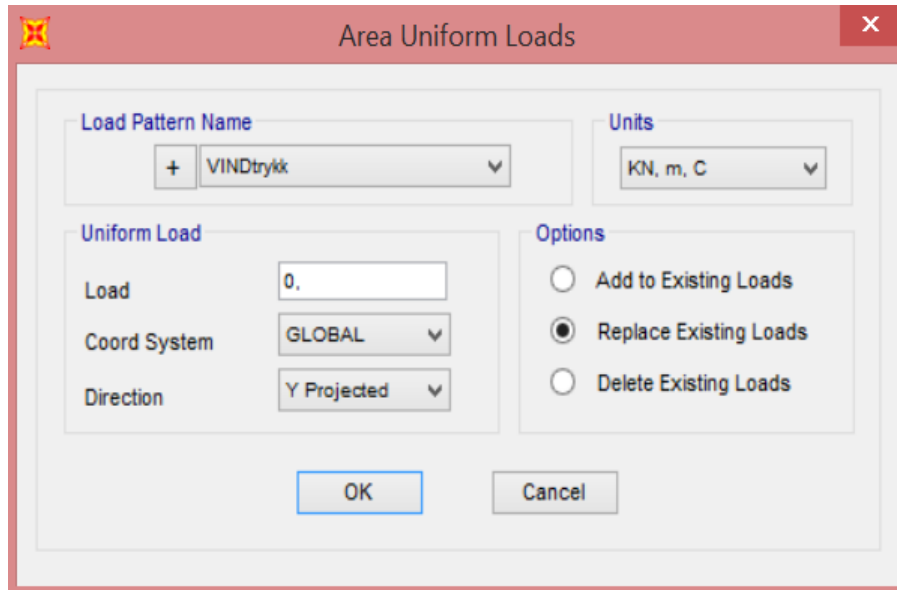 Area Uniform Loads
X
Load Pattern Name
+ VINDtrykk
Units
KN, m, C
Uniform Load
Load 0,
Coord System GLOBAL
Direction Y Projected
Options
Add to Existing Loads
Replace Existing Loads
Delete Existing Loads
OK
Cancel